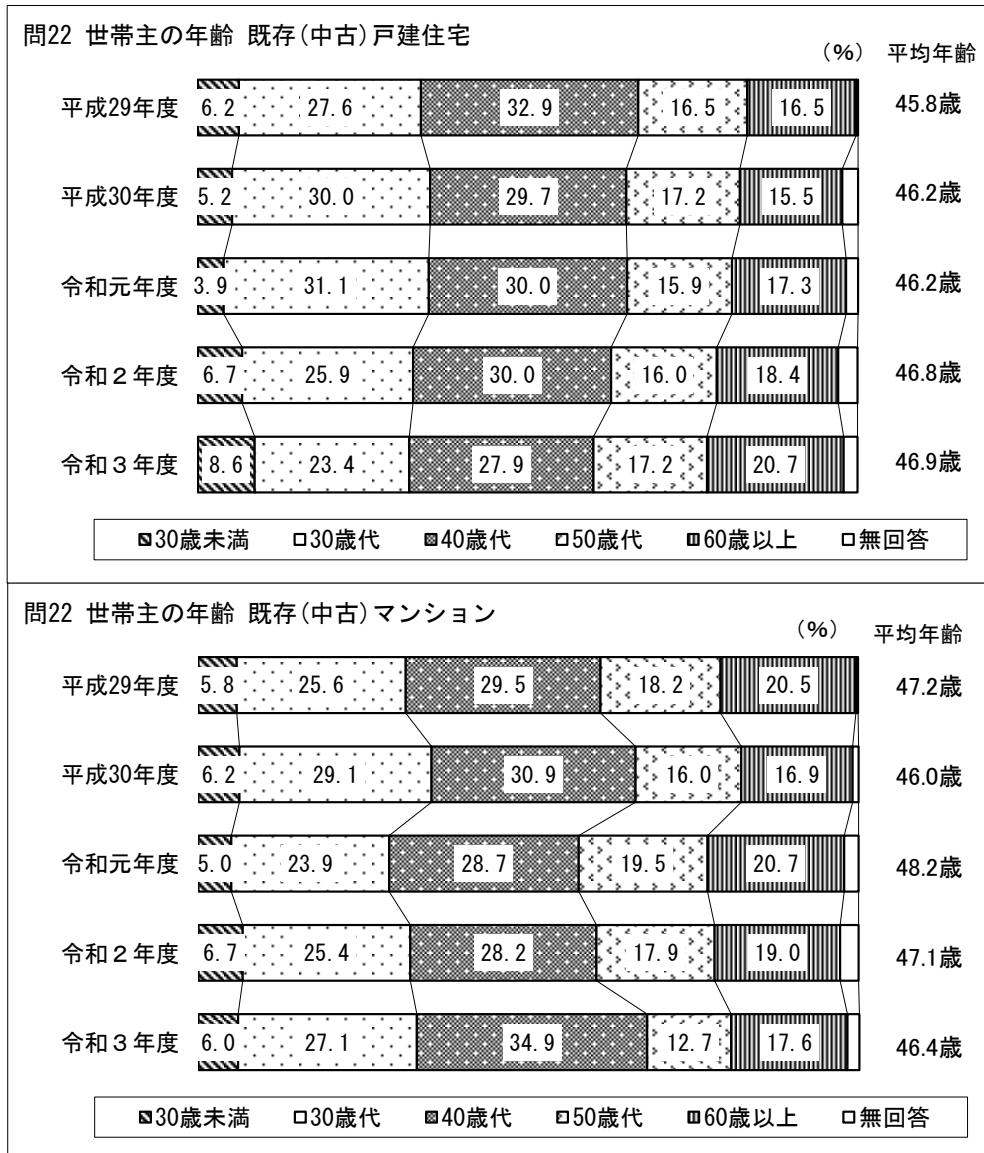 問22 世帯主の年齢 既存(中古)戸建住宅
(%) 平均年齢
平成29年度 6.2 27.6 32.9 16.5 16.5 45.8歳
平成30年度 5.2 30.0 29.7 17.2 15.5 46.2歳
令和元年度 3.9 31.1 30.0 15.9 17.3 46.2歳
令和２年度 6.7 25.9 30.0 16.0 18.4 46.8歳
令和３年度 8.6 23.4 27.9 17.2 20.7 46.9歳
30歳未満 30歳代 40歳代 50歳代 60歳以上 無回答
問22 世帯主の年齢 既存(中古)マンション
(%) 平均年齢
平成29年度 5.8 25.6 29.5 18.2 20.5 47.2歳
平成30年度 6.2 29.1 30.9 16.0 16.9 46.0歳
令和元年度 5.0 23.9 28.7 19.5 20.7 48.2歳
令和２年度 6.7 25.4 28.2 17.9 19.0 47.1歳
令和３年度 6.0 27.1 34.9 12.7 17.6 46.4歳
30歳未満 30歳代 40歳代 50歳代 60歳以上 無回答